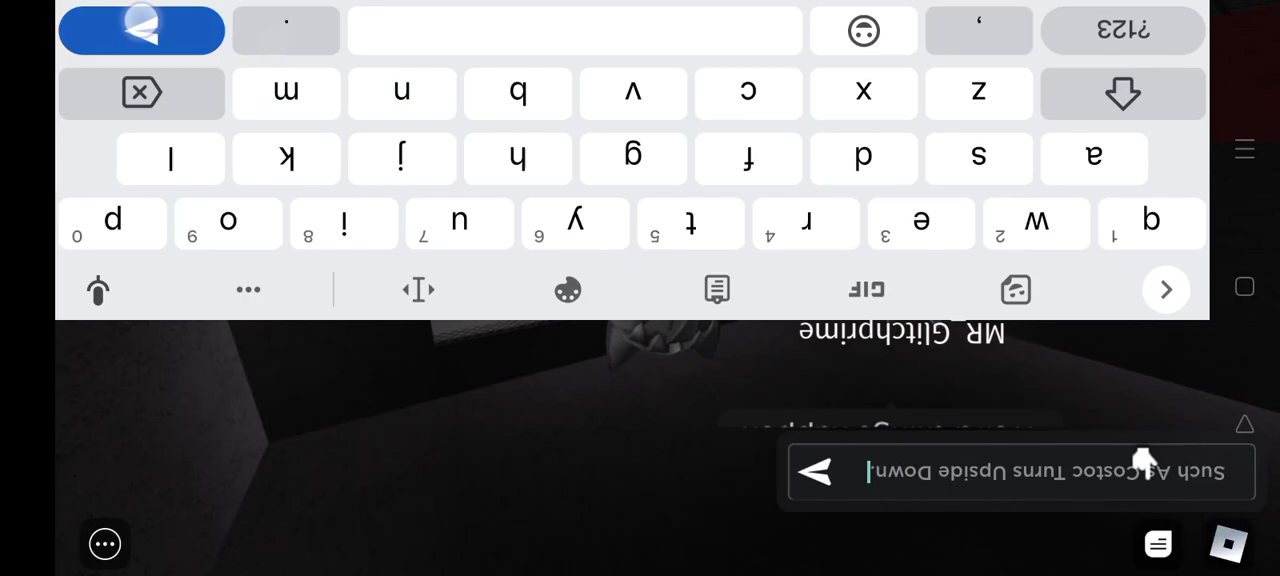 Such As Costoc Turns Upside Down.
MR_Glitchprime
GIF
q 1 w 2 e 3 r 4 t 5 y 6 u 7 i 8 o 9 p 0
a s d f g h j k l
z x c v b n m
?123 , .